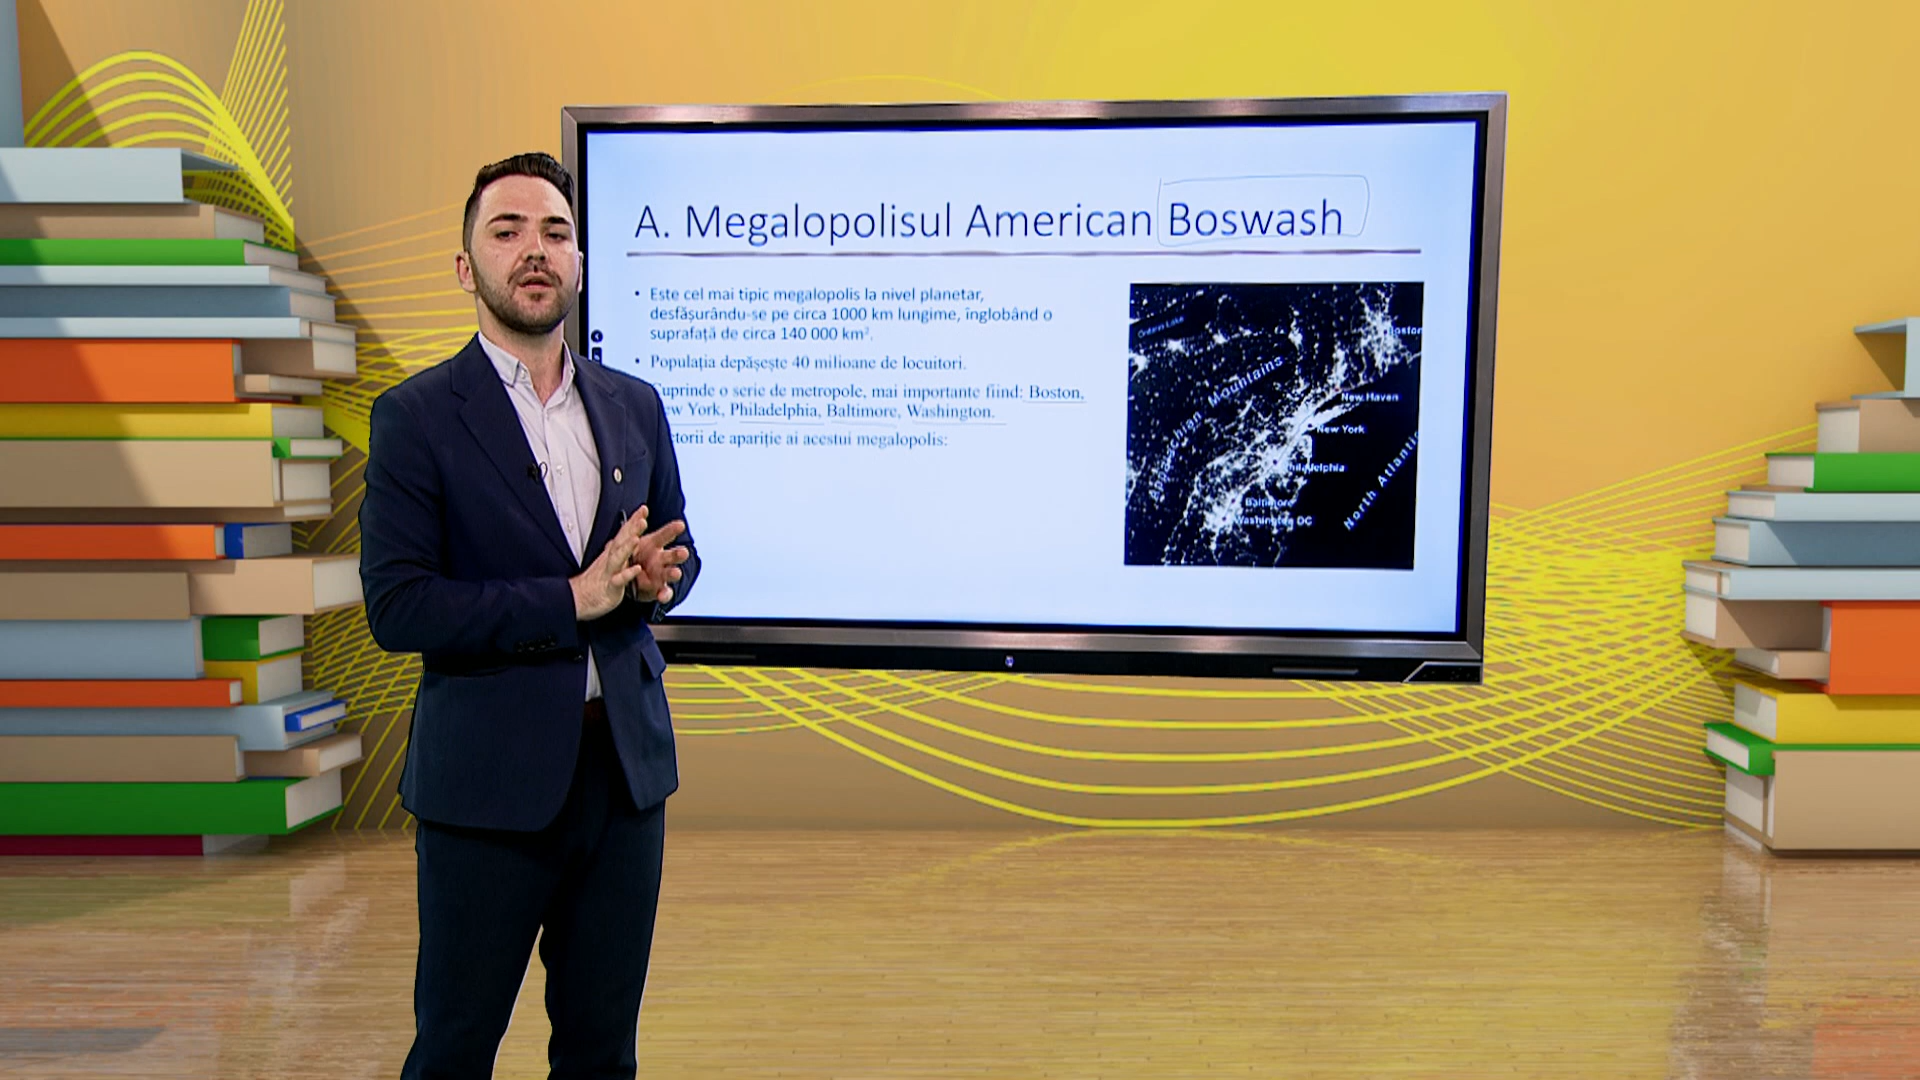 A. Megalopolisul American Boswash
• Este cel mai tipic megalopolis la nivel planetar,
desfășurându-se pe circa 1000 km lungime, înglobând o
suprafață de circa 140 000 km².
• Populația depășește 40 milioane de locuitori.
Cuprinde o serie de metropole, mai importante fiind: Boston,
ew York, Philadelphia, Baltimore, Washington.
torii de apariție ai acestui megalopolis:
Ontario Lake
Boston
Appalachian Mountains
New Haven
New York
Philadelphia
North Atlantic
Baltimore
Washington DC